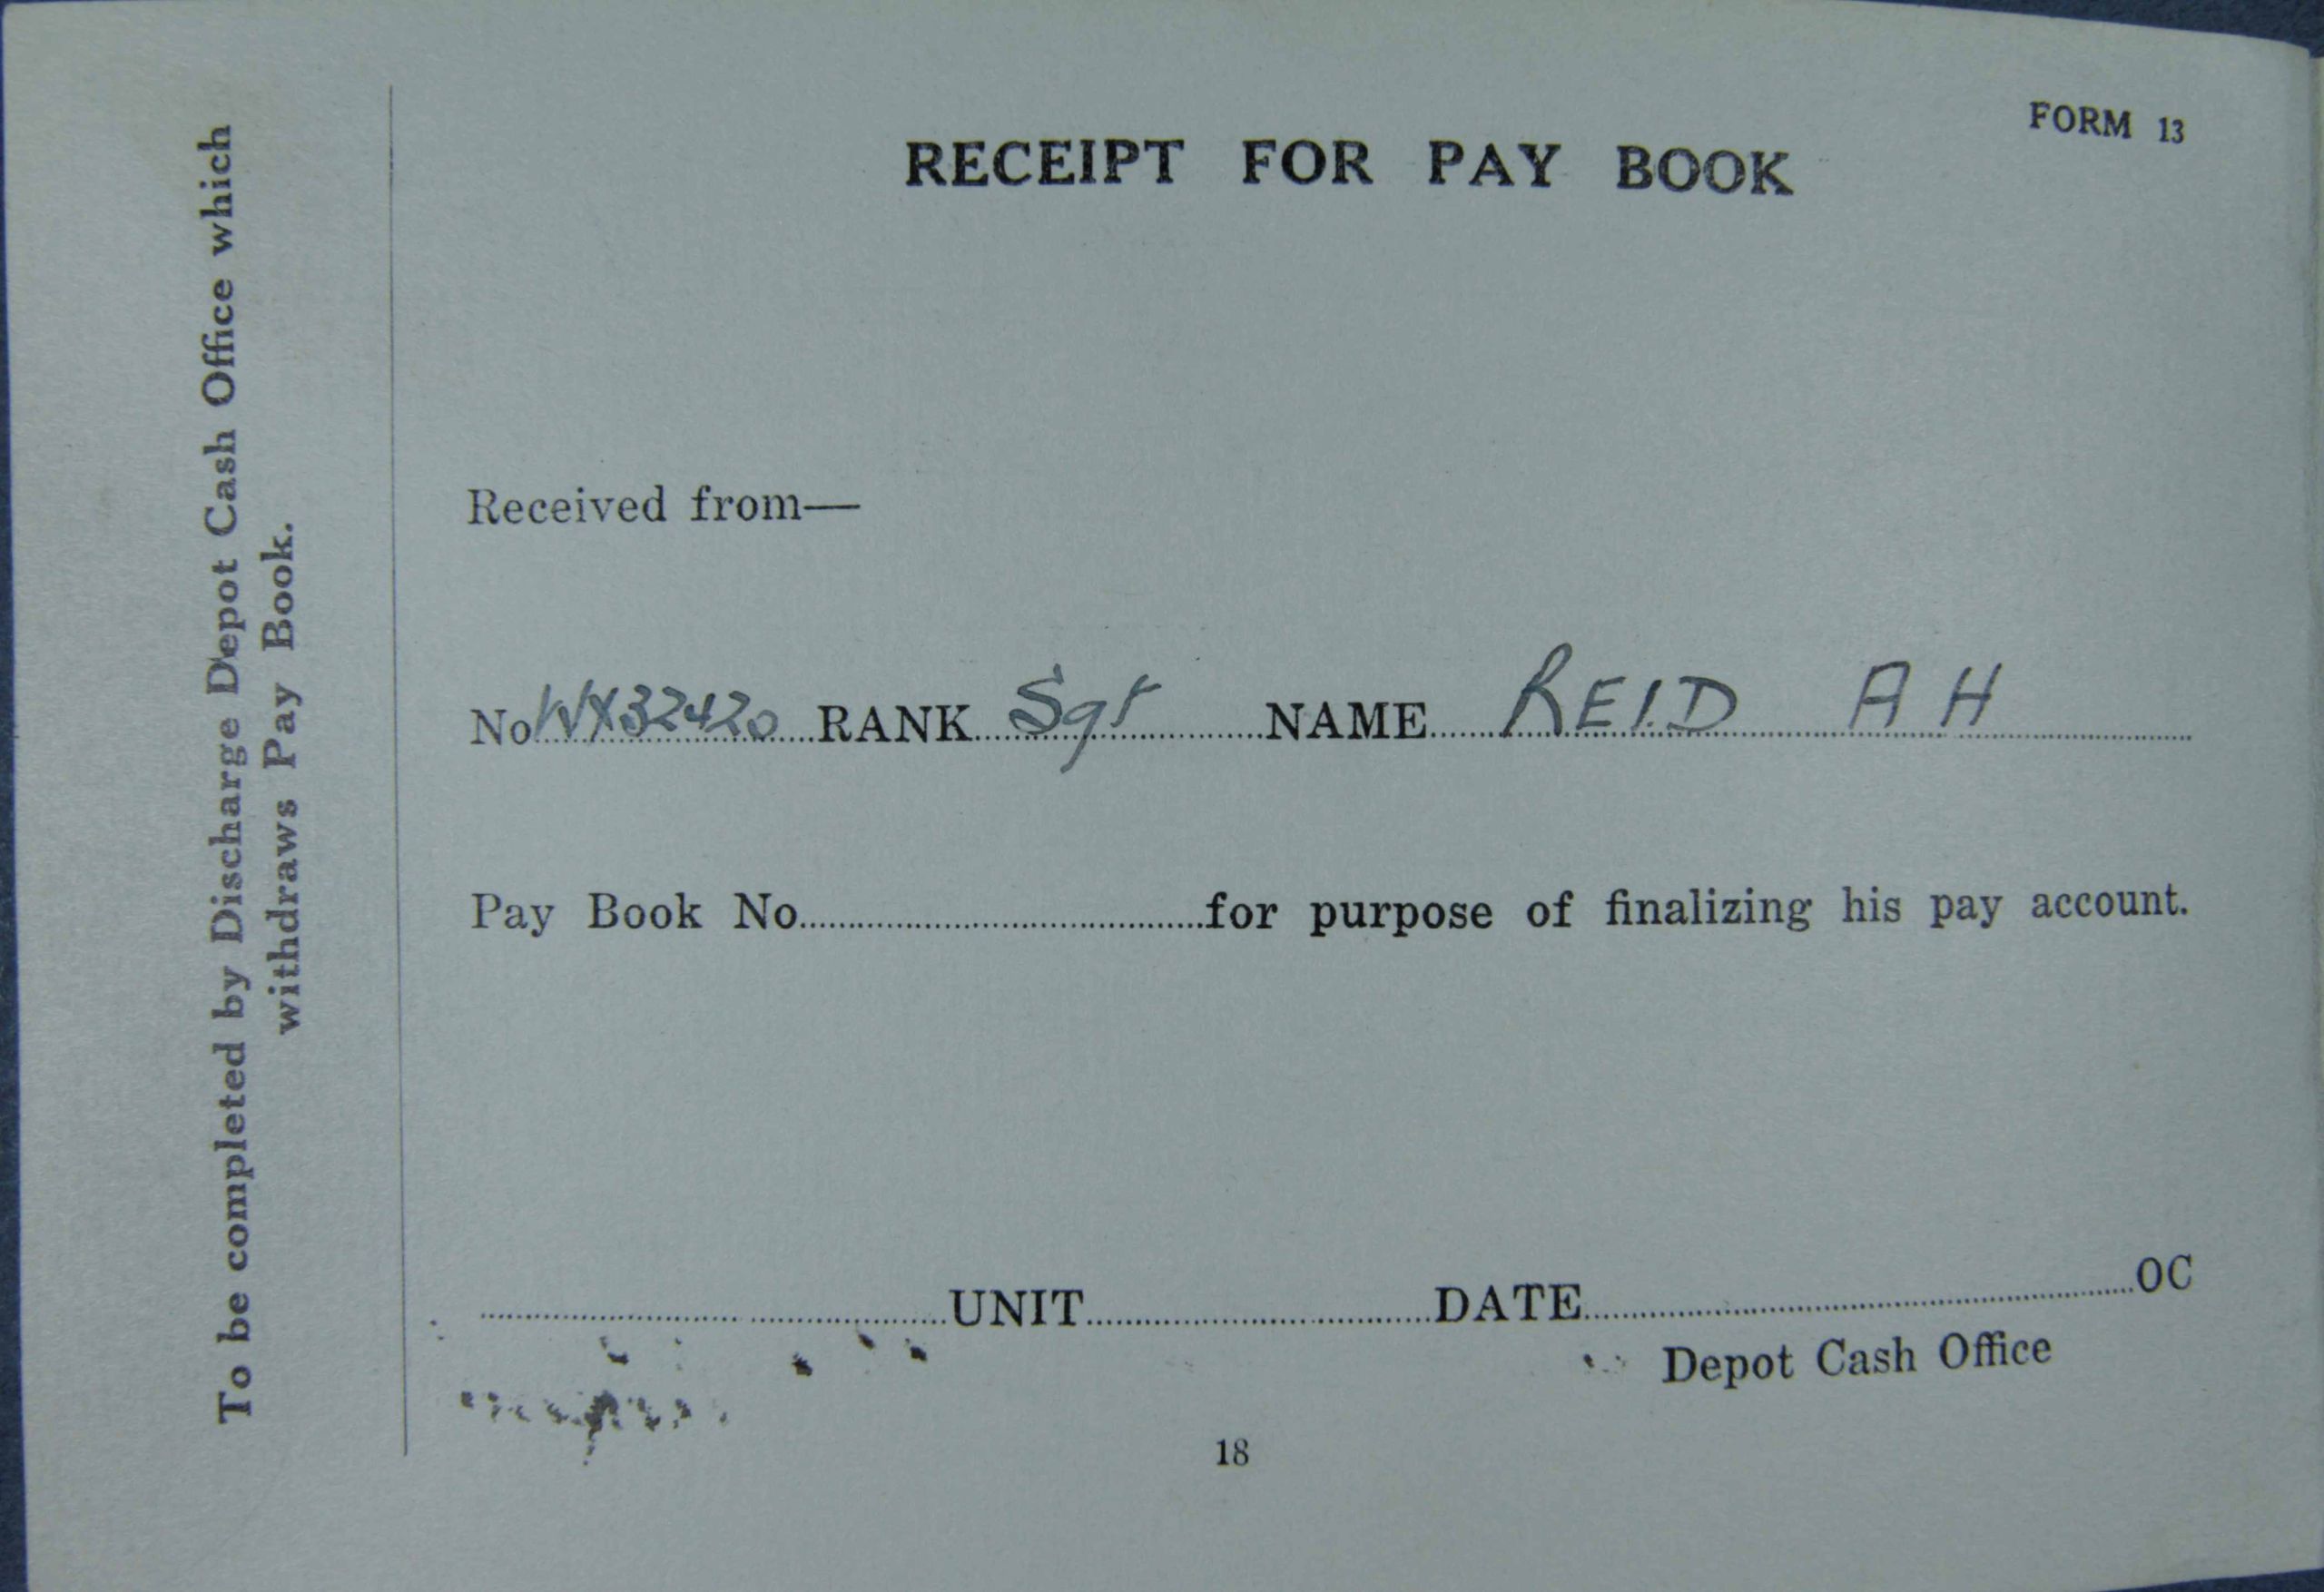 To be completed by Discharge Depot Cash Office which
withdraws Pay Book.
FORM 13
RECEIPT FOR PAY BOOK
Received from—
No WX32420 RANK Sgt NAME REID A H
Pay Book No. for purpose of finalizing his pay account.
UNIT DATE OC
Depot Cash Office
18